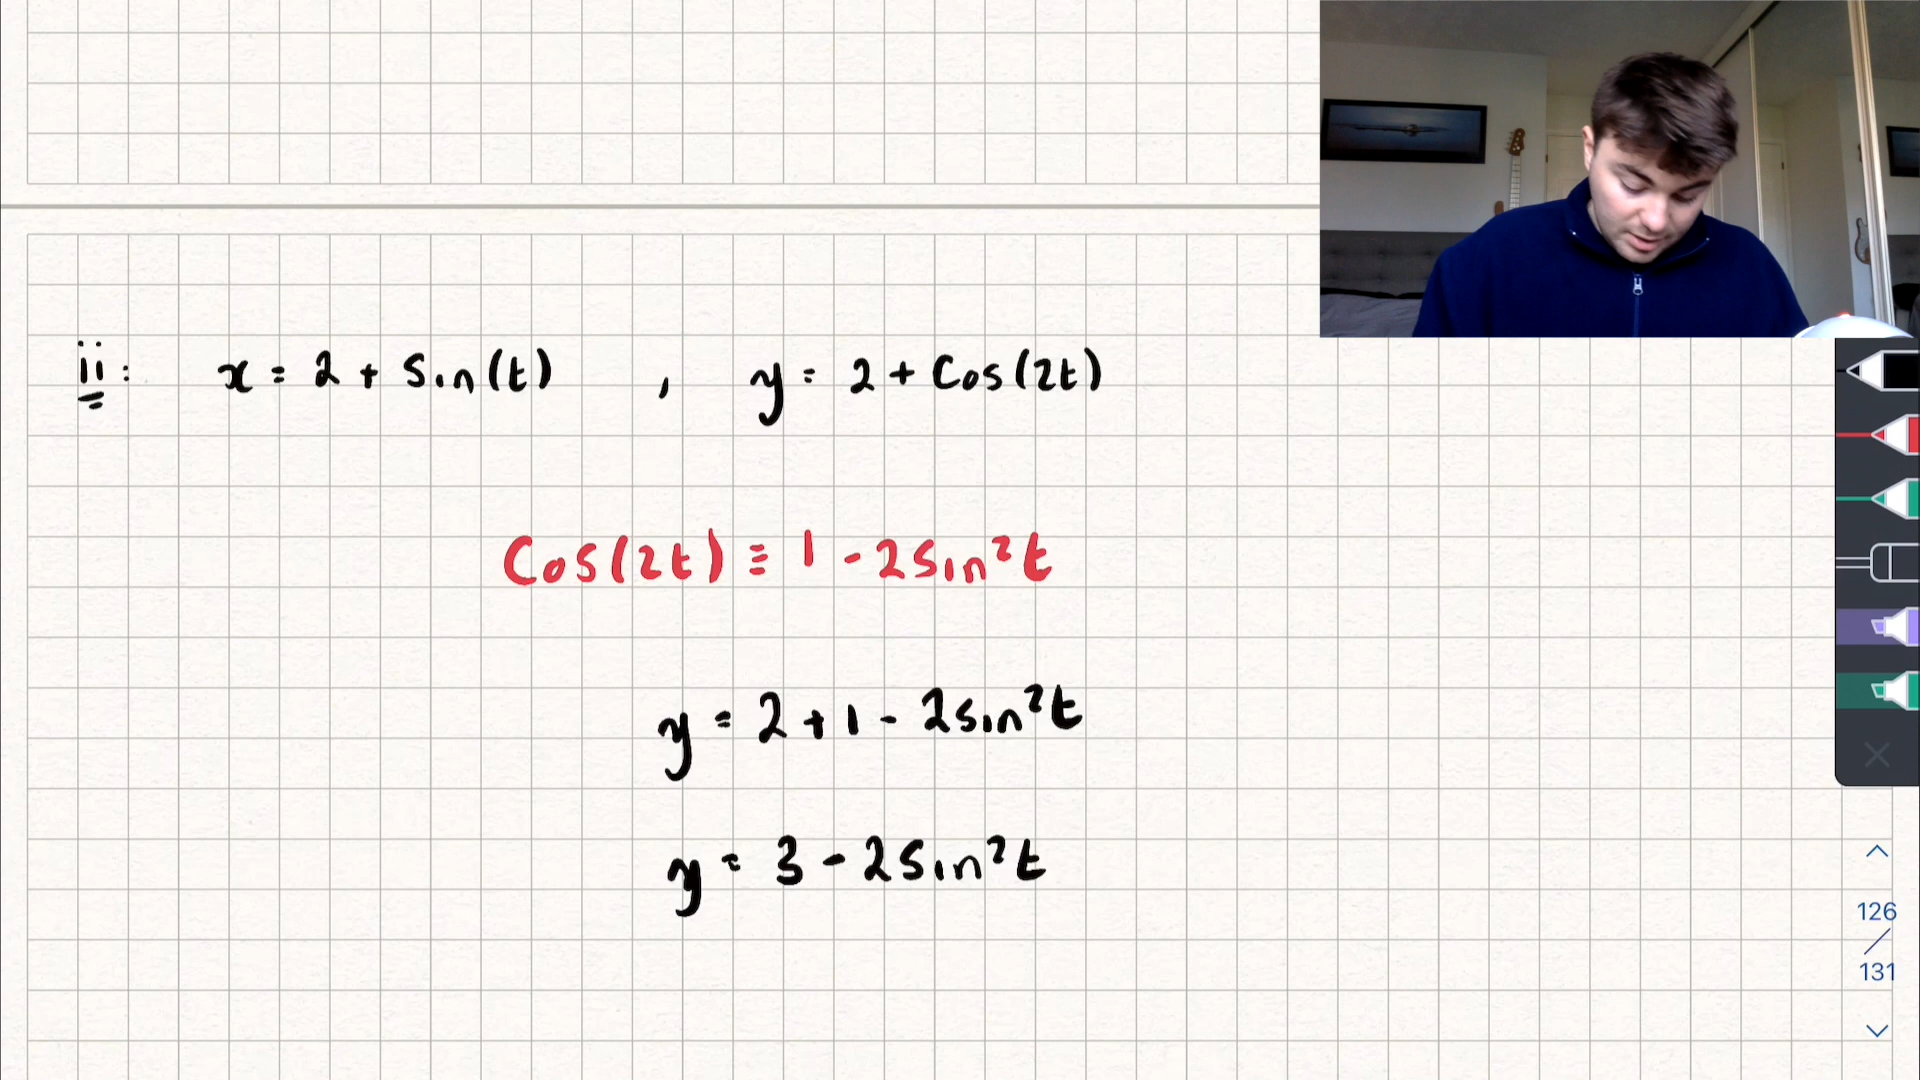 ii: x = 2 + Sin(t) , y = 2 + Cos(2t)
Cos(2t) ≡ 1 - 2Sin²t
y = 2 + 1 - 2Sin²t
y = 3 - 2Sin²t
126
/
131